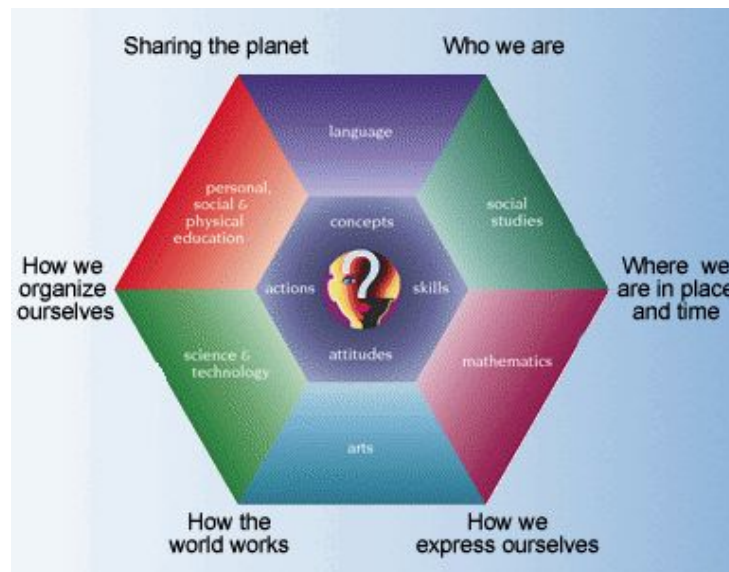 Sharing the planet
Who we are
language
personal,
social &
physical
education
social
studies
concepts
How we
organize
ourselves
actions
?
skills
Where we
are in place
and time
science &
technology
attitudes
mathematics
arts
How the
world works
How we
express ourselves